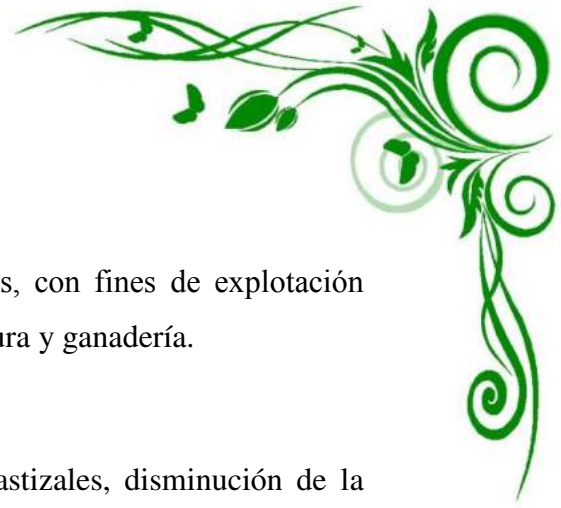 s, con fines de explotación
ura y ganadería.
astizales, disminución de la